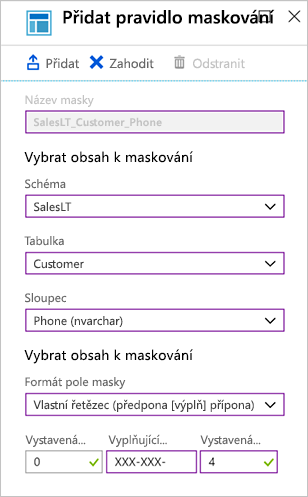 Přidat pravidlo maskování
Přidat Zahodit Odstranit
Název masky
SalesLT_Customer_Phone
Vybrat obsah k maskování
Schéma
SalesLT
Tabulka
Customer
Sloupec
Phone (nvarchar)
Vybrat obsah k maskování
Formát pole masky
Vlastní řetězec (předpona [výplň] přípona)
Vystavená... Vyplňující... Vystavená...
0 XXX-XXX- 4